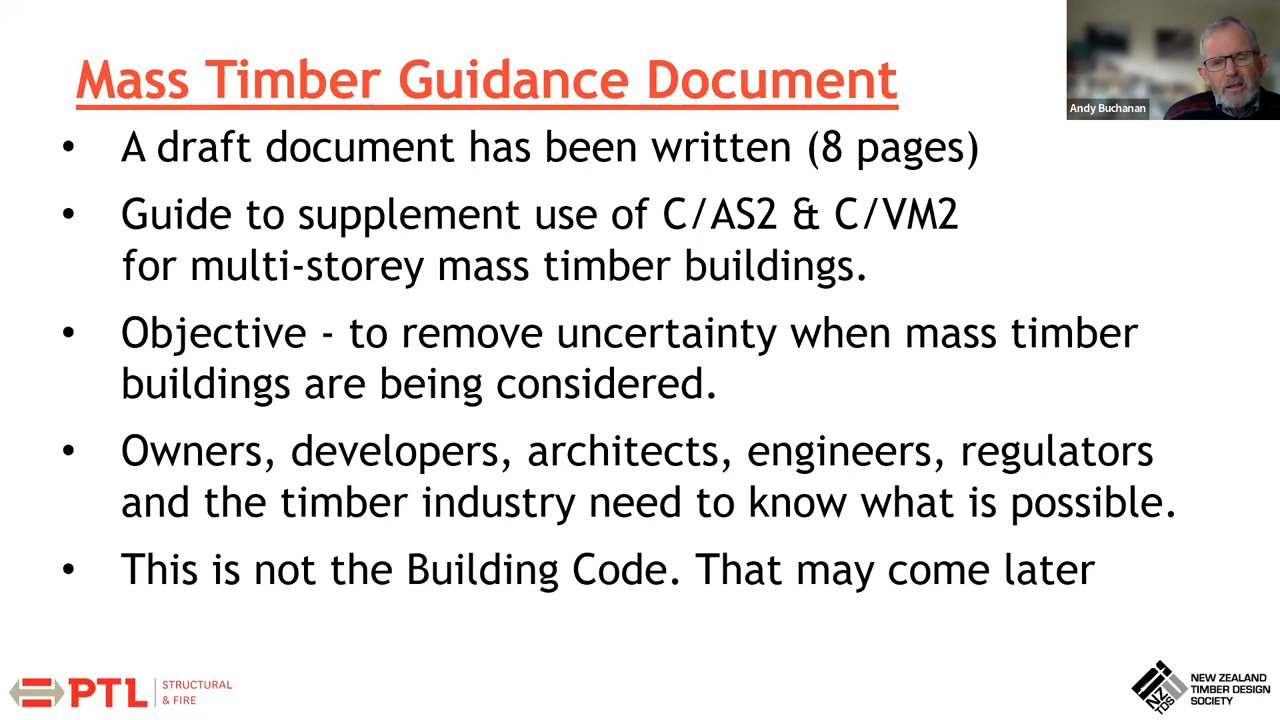 Mass Timber Guidance Document
Andy Buchanan
• A draft document has been written (8 pages)
• Guide to supplement use of C/AS2 & C/VM2
for multi-storey mass timber buildings.
• Objective - to remove uncertainty when mass timber
buildings are being considered.
• Owners, developers, architects, engineers, regulators
and the timber industry need to know what is possible.
• This is not the Building Code. That may come later
PTL
STRUCTURAL
& FIRE
NZ
TDS
NEW ZEALAND
TIMBER DESIGN
SOCIETY